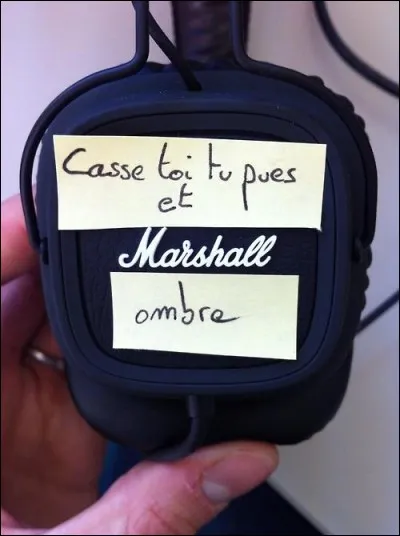 Casse toi tu pues
et
Marshall
ombre